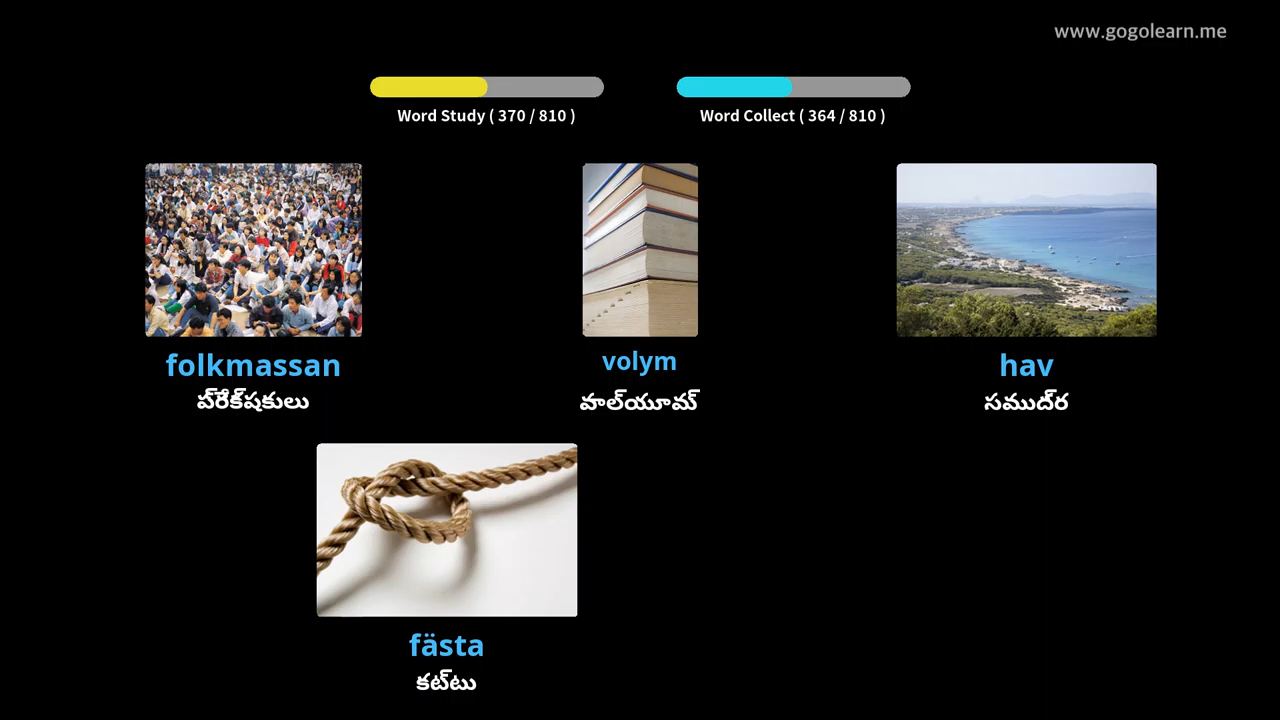 www.gogolearn.me
Word Study ( 370 / 810 )
Word Collect ( 364 / 810 )
folkmassan
ప్రేక్షకులు
volym
వాల్యూమ్
hav
సముద్ర
fästa
కట్టు